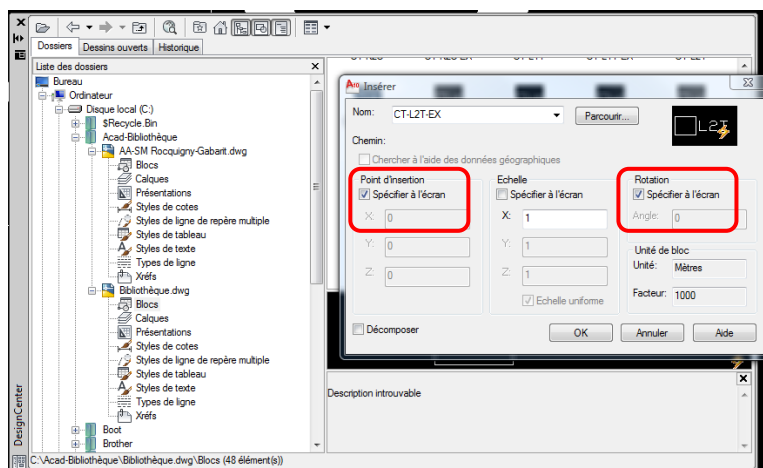 Dossiers Dessins ouverts Historique
Liste des dossiers
Bureau
Ordinateur
Disque local (C:)
$Recycle.Bin
Acad-Bibliothèque
AA-SM Rocquigny-Gabarit.dwg
Blocs
Calques
Présentations
Styles de cotes
Styles de ligne de repère multiple
Styles de tableau
Styles de texte
Types de ligne
Xréfs
Bibliothèque.dwg
Blocs
Calques
Présentations
Styles de cotes
Styles de ligne de repère multiple
Styles de tableau
Styles de texte
Types de ligne
Xréfs
Boot
Brother
Insérer
Nom: CT-L2T-EX Parcourir...
L2T
Chemin:
Chercher à l'aide des données géographiques
Point d'insertion
Spécifier à l'écran
X: 0
Y: 0
Z: 0
Echelle
Spécifier à l'écran
X: 1
Y: 1
Z: 1
Echelle uniforme
Rotation
Spécifier à l'écran
Angle: 0
Unité de bloc
Unité: Mètres
Facteur: 1000
Décomposer
OK Annuler Aide
Description introuvable
DesignCenter
C:\Acad-Bibliothèque\Bibliothèque.dwg\Blocs (48 élément(s))